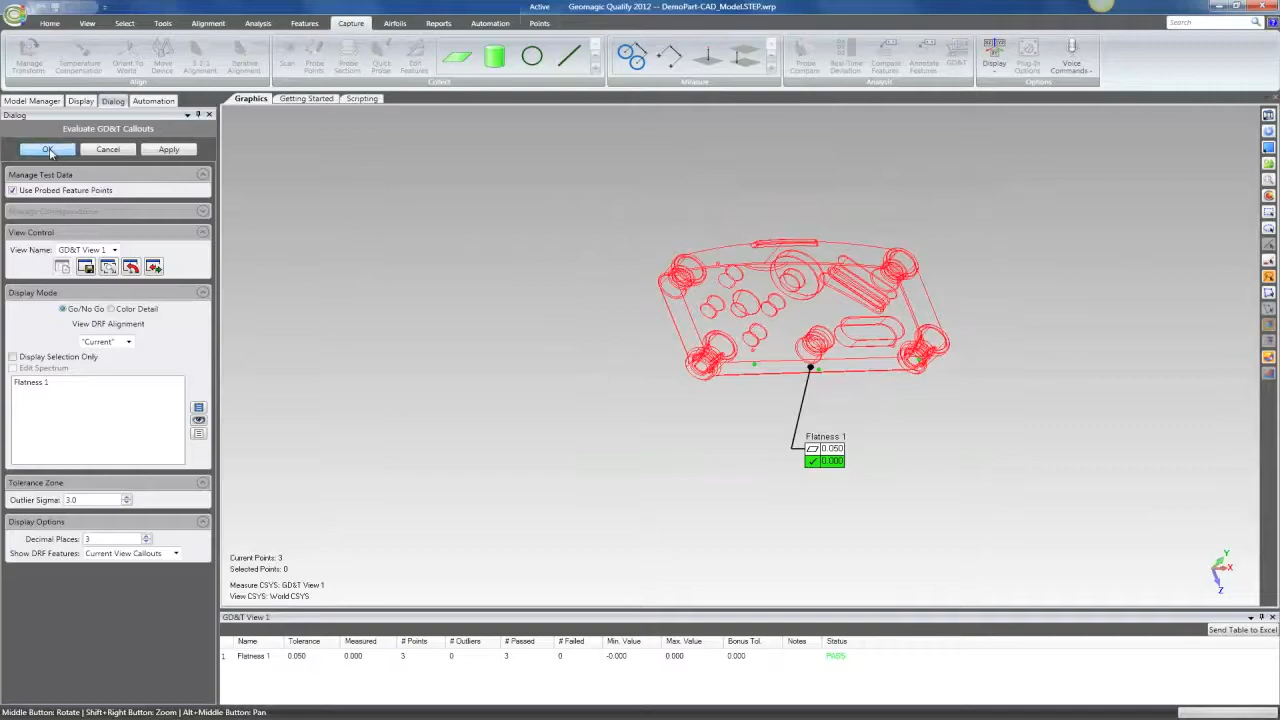 Active Geomagic Qualify 2012 -- DemoPart-CAD_Model.STEP.wrp
Home View Select Tools Alignment Analysis Features Capture Airfoils Reports Automation Points
Search
Manage Transform
Temperature Compensation
Orient To World
Move Device
Iterative Alignment
Scan
Probe Points
Probe Sections
Quick Probe
Edit Features
Probe Compare
Real-Time Deviation
Compare Features
Annotate Features
GD&T
Display
Plug-In Options
Voice Commands
Align Collect Measure Analysis Options
Model Manager Display Dialog Automation
Graphics Getting Started Scripting
Dialog
Evaluate GD&T Callouts
OK Cancel Apply
Manage Test Data
Use Probed Feature Points
View Control
View Name: GD&T View 1
Display Mode
Go/No Go Color Detail
View DRF Alignment
"Current"
Display Selection Only
Edit Spectrum
Flatness 1
Tolerance Zone
Outlier Sigma: 3.0
Display Options
Decimal Places: 3
Show DRF Features: Current View Callouts
Flatness 1
0.050
0.000
Current Points: 3
Selected Points: 0
Measure CSYS: GD&T View 1
View CSYS: World CSYS
Y
X
Z
GD&T View 1
Send Table to Excel
Name Tolerance Measured # Points # Outliers # Passed # Failed Min. Value Max. Value Bonus Tol. Notes Status
1 Flatness 1 0.050 0.000 3 0 3 0 -0.000 0.000 0.000 PASS
Middle Button: Rotate | Shift+Right Button: Zoom | Alt+Middle Button: Pan